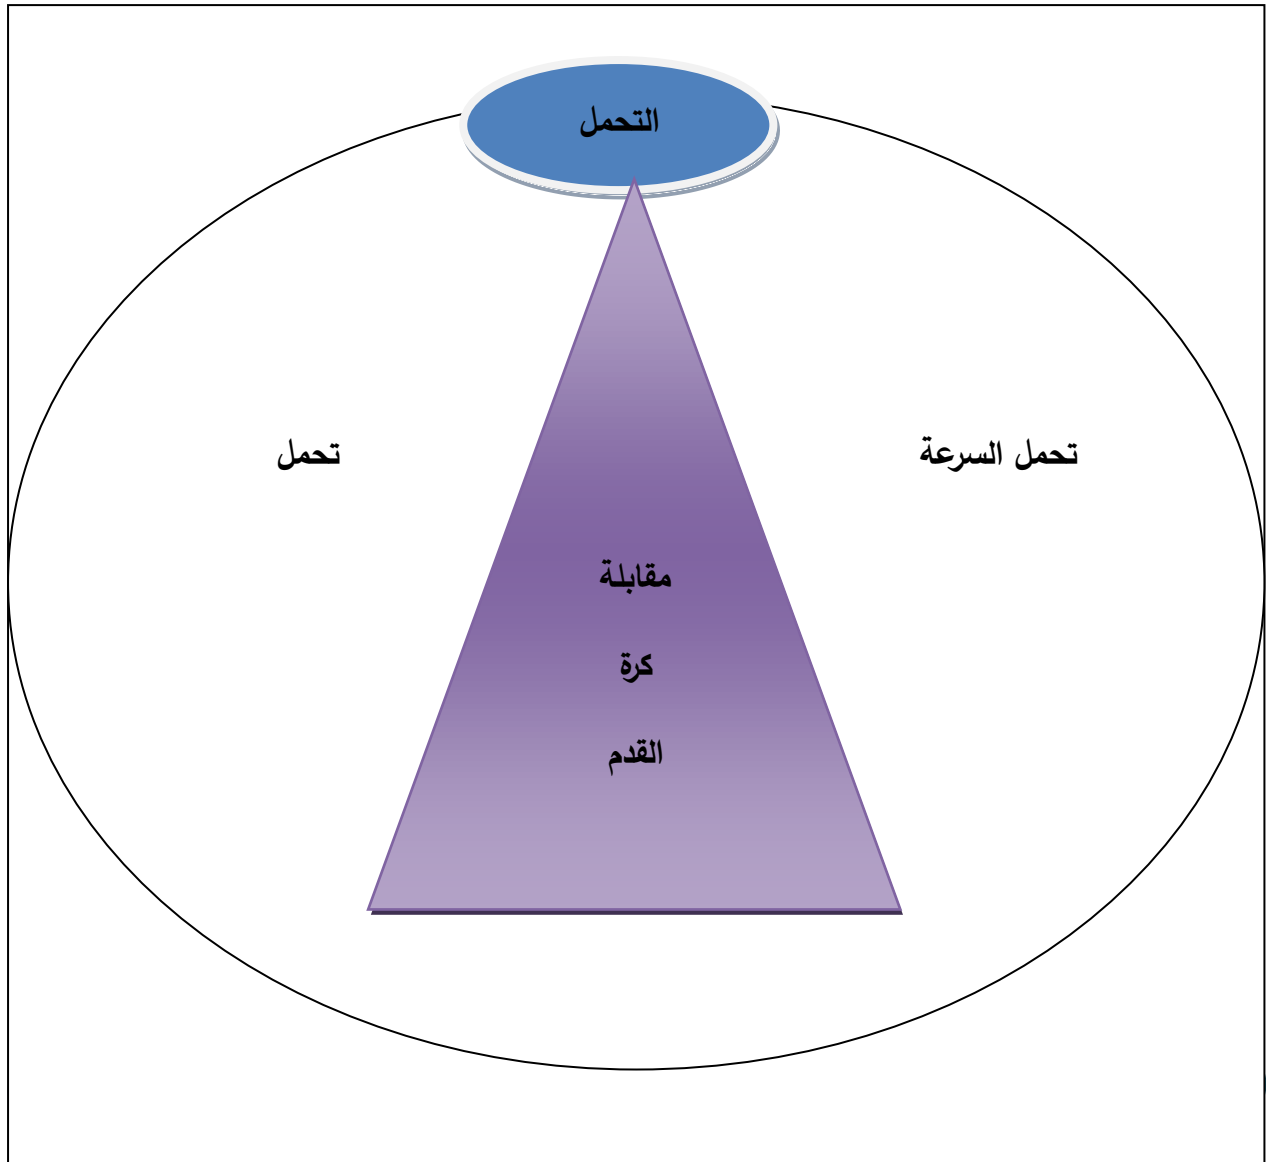 التحمل
تحمل السرعة
تحمل
مقابلة
كرة
القدم